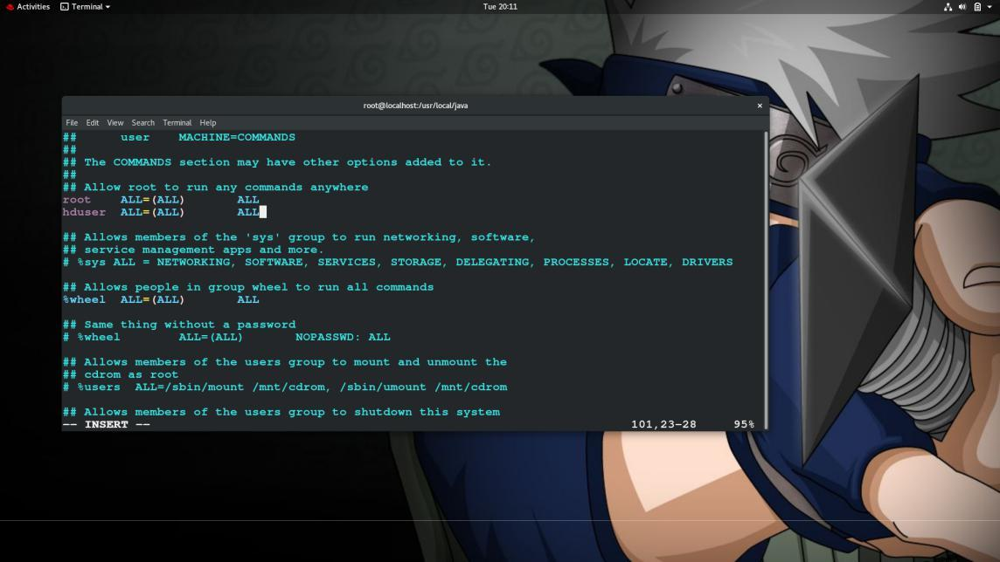 Activities Terminal Tue 20:11
root@localhost:/usr/local/java ×
File Edit View Search Terminal Help
## user MACHINE=COMMANDS
##
## The COMMANDS section may have other options added to it.
##
## Allow root to run any commands anywhere
root ALL=(ALL) ALL
hduser ALL=(ALL) ALL
## Allows members of the 'sys' group to run networking, software,
## service management apps and more.
# %sys ALL = NETWORKING, SOFTWARE, SERVICES, STORAGE, DELEGATING, PROCESSES, LOCATE, DRIVERS
## Allows people in group wheel to run all commands
%wheel ALL=(ALL) ALL
## Same thing without a password
# %wheel ALL=(ALL) NOPASSWD: ALL
## Allows members of the users group to mount and unmount the
## cdrom as root
# %users ALL=/sbin/mount /mnt/cdrom, /sbin/umount /mnt/cdrom
## Allows members of the users group to shutdown this system
-- INSERT -- 101,23-28 95%